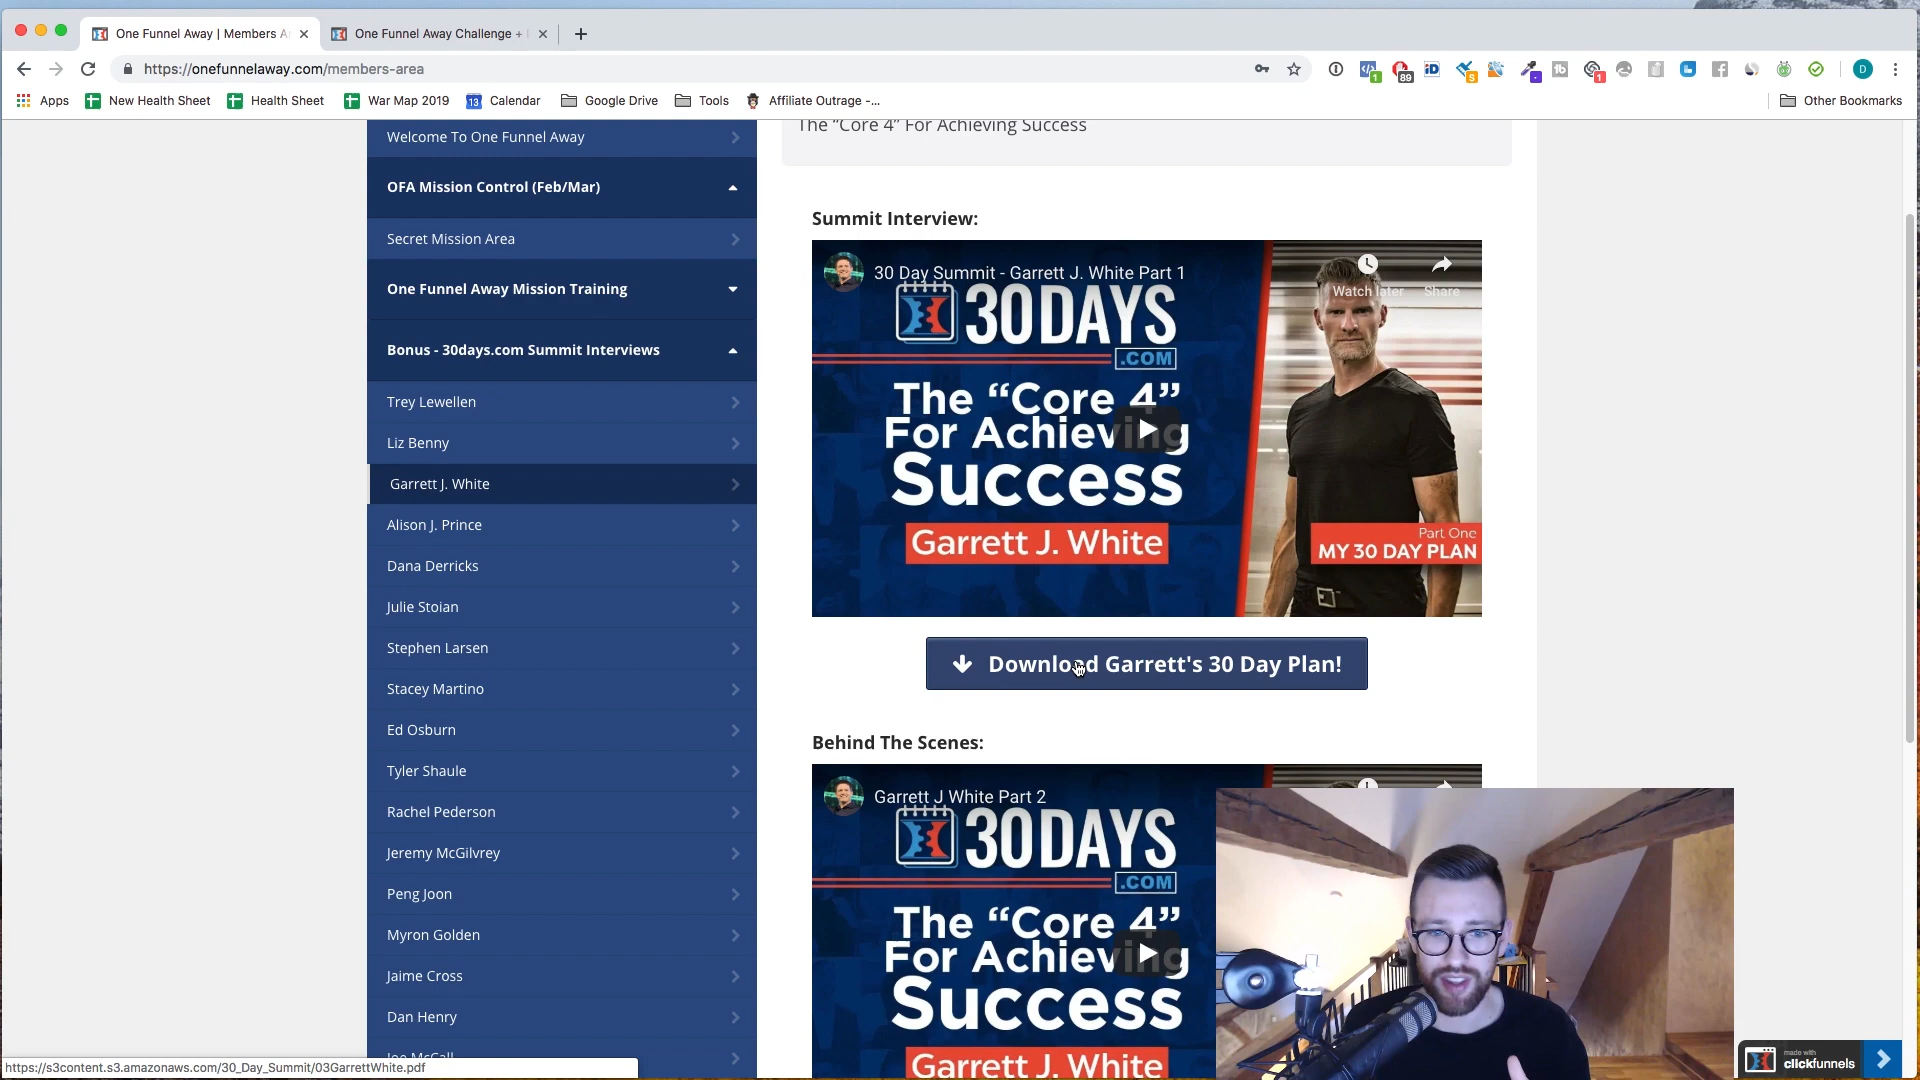 One Funnel Away | Members A
One Funnel Away Challenge +
https://onefunnelaway.com/members-area
1
89
iD
S
1
D
Apps
New Health Sheet
Health Sheet
War Map 2019
13
Calendar
Google Drive
Tools
Affiliate Outrage -...
Other Bookmarks
Welcome To One Funnel Away
OFA Mission Control (Feb/Mar)
Secret Mission Area
One Funnel Away Mission Training
Bonus - 30days.com Summit Interviews
Trey Lewellen
Liz Benny
Garrett J. White
Alison J. Prince
Dana Derricks
Julie Stoian
Stephen Larsen
Stacey Martino
Ed Osburn
Tyler Shaule
Rachel Pederson
Jeremy McGilvrey
Peng Joon
Myron Golden
Jaime Cross
Dan Henry
Joe McCall
The “Core 4” For Achieving Success
Summit Interview:
30 Day Summit - Garrett J. White Part 1
Watch later
Share
30DAYS
.COM
The “Core 4”
For Achieving
Success
Garrett J. White
Part One
MY 30 DAY PLAN
Download Garrett's 30 Day Plan!
Behind The Scenes:
Garrett J White Part 2
30DAYS
.COM
The “Core 4”
For Achieving
Success
Garrett J. White
made with
clickfunnels
https://s3content.s3.amazonaws.com/30_Day_Summit/03GarrettWhite.pdf